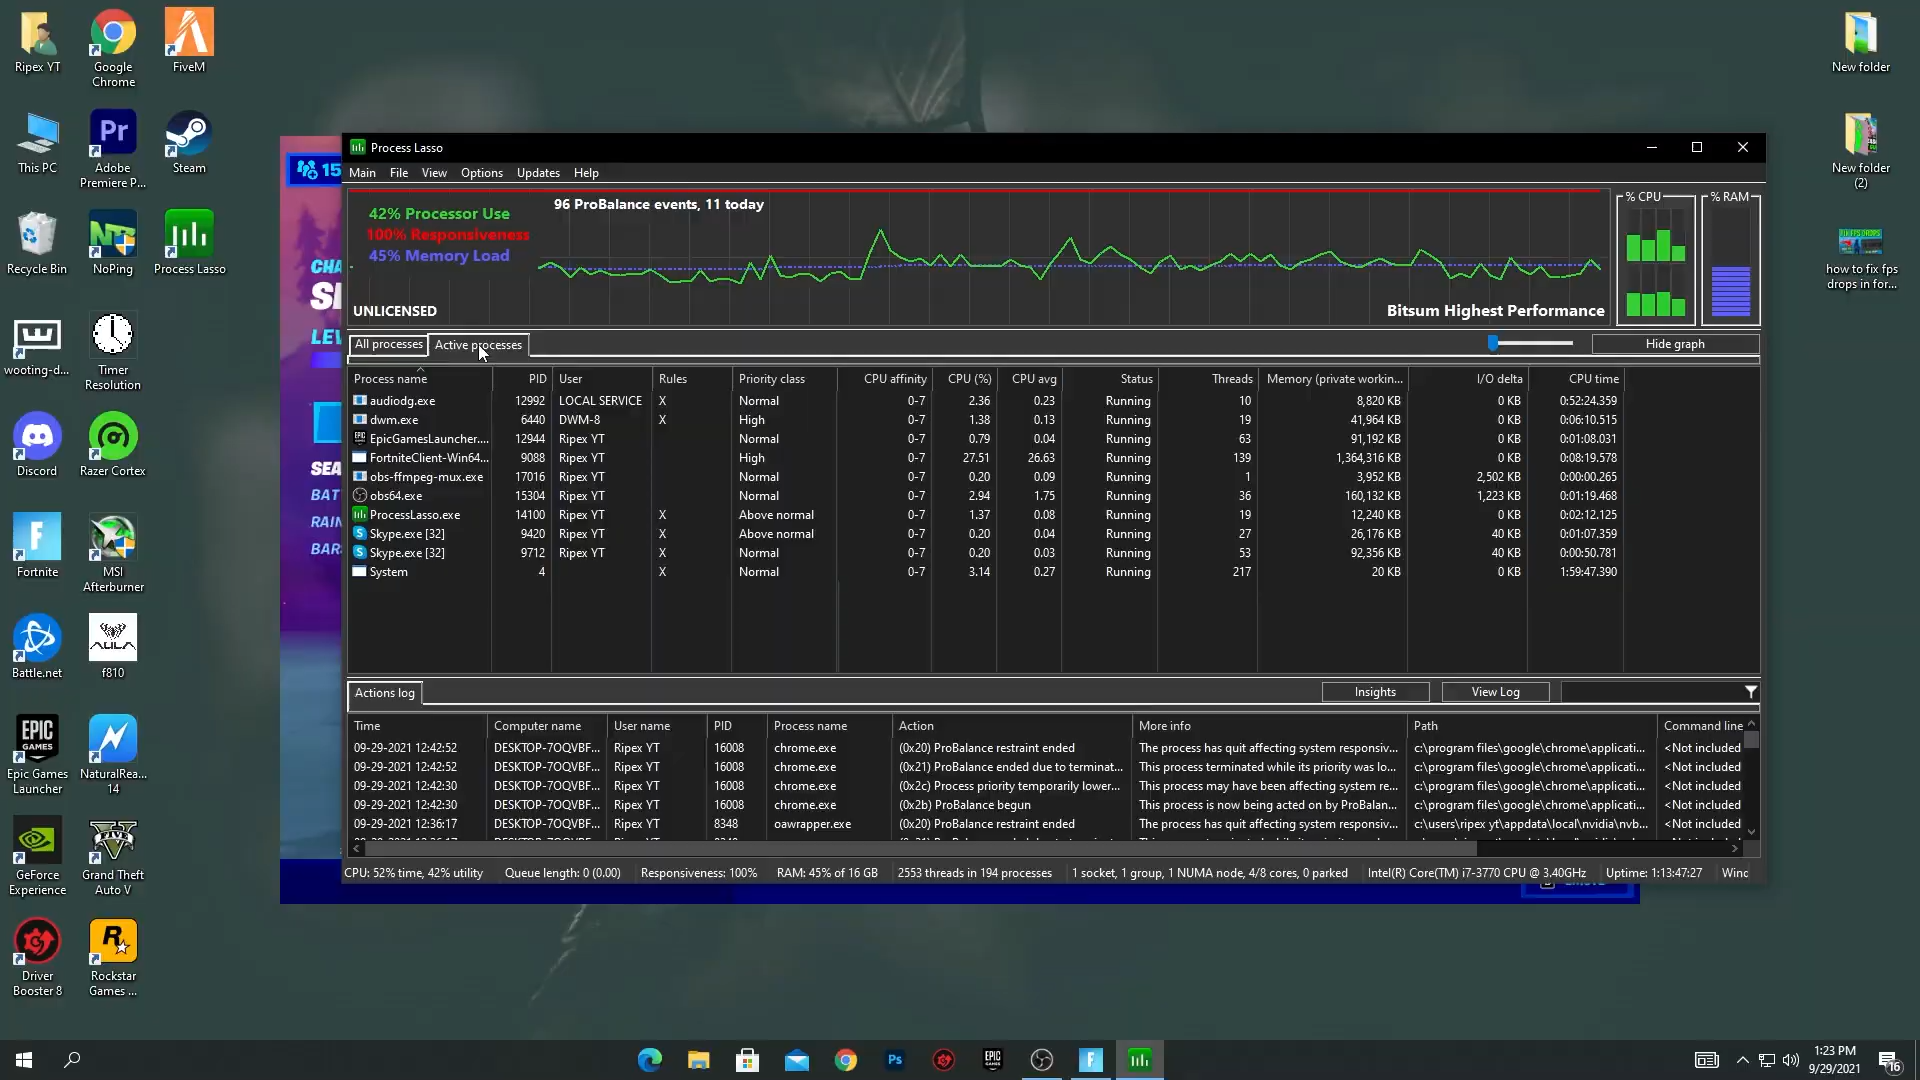 Ripex YT
Google Chrome
FiveM
This PC
Pr
Adobe Premiere P...
Steam
Recycle Bin
NoPing
Process Lasso
wooting-d...
Timer Resolution
Discord
Razer Cortex
F
Fortnite
MSI Afterburner
Battle.net
AULA
f810
EPIC GAMES
Epic Games Launcher
NaturalRea... 14
GeForce Experience
Grand Theft Auto V
Driver Booster 8
R
Rockstar Games ...
New folder
New folder (2)
how to fix fps drops in for...
15
CHA
S
LEV
SEA
BAT
RAIN
BAR
Process Lasso
Main File View Options Updates Help
42% Processor Use
100% Responsiveness
45% Memory Load
96 ProBalance events, 11 today
UNLICENSED
Bitsum Highest Performance
% CPU
% RAM
All processes Active processes Hide graph
Process name PID User Rules Priority class CPU affinity CPU (%) CPU avg Status Threads Memory (private workin... I/O delta CPU time
audiodg.exe 12992 LOCAL SERVICE X Normal 0-7 2.36 0.23 Running 10 8,820 KB 0 KB 0:52:24.359
dwm.exe 6440 DWM-8 X High 0-7 1.38 0.13 Running 19 41,964 KB 0 KB 0:06:10.515
EpicGamesLauncher.... 12944 Ripex YT Normal 0-7 0.79 0.04 Running 63 91,192 KB 0 KB 0:01:08.031
FortniteClient-Win64... 9088 Ripex YT High 0-7 27.51 26.63 Running 139 1,364,316 KB 0 KB 0:08:19.578
obs-ffmpeg-mux.exe 17016 Ripex YT Normal 0-7 0.20 0.09 Running 1 3,952 KB 2,502 KB 0:00:00.265
obs64.exe 15304 Ripex YT Normal 0-7 2.94 1.75 Running 36 160,132 KB 1,223 KB 0:01:19.468
ProcessLasso.exe 14100 Ripex YT X Above normal 0-7 1.37 0.08 Running 19 12,240 KB 0 KB 0:02:12.125
Skype.exe [32] 9420 Ripex YT X Above normal 0-7 0.20 0.04 Running 27 26,176 KB 40 KB 0:01:07.359
Skype.exe [32] 9712 Ripex YT X Normal 0-7 0.20 0.03 Running 53 92,356 KB 40 KB 0:00:50.781
System 4 X Normal 0-7 3.14 0.27 Running 217 20 KB 0 KB 1:59:47.390
Actions log Insights View Log
Time Computer name User name PID Process name Action More info Path Command line
09-29-2021 12:42:52 DESKTOP-7OQVBF... Ripex YT 16008 chrome.exe (0x20) ProBalance restraint ended The process has quit affecting system responsiv... c:\program files\google\chrome\applicati... <Not included
09-29-2021 12:42:52 DESKTOP-7OQVBF... Ripex YT 16008 chrome.exe (0x21) ProBalance ended due to terminat... This process terminated while its priority was lo... c:\program files\google\chrome\applicati... <Not included
09-29-2021 12:42:30 DESKTOP-7OQVBF... Ripex YT 16008 chrome.exe (0x2c) Process priority temporarily lower... This process may have been affecting system re... c:\program files\google\chrome\applicati... <Not included
09-29-2021 12:42:30 DESKTOP-7OQVBF... Ripex YT 16008 chrome.exe (0x2b) ProBalance begun This process is now being acted on by ProBalan... c:\program files\google\chrome\applicati... <Not included
09-29-2021 12:36:17 DESKTOP-7OQVBF... Ripex YT 8348 oawrapper.exe (0x20) ProBalance restraint ended The process has quit affecting system responsiv... c:\users\ripex yt\appdata\local\nvidia\nvb... <Not included
CPU: 52% time, 42% utility Queue length: 0 (0.00) Responsiveness: 100% RAM: 45% of 16 GB 2553 threads in 194 processes 1 socket, 1 group, 1 NUMA node, 4/8 cores, 0 parked Intel(R) Core(TM) i7-3770 CPU @ 3.40GHz Uptime: 1:13:47:27 Wind
Ps
EPIC GAMES
F
1:23 PM
9/29/2021
16